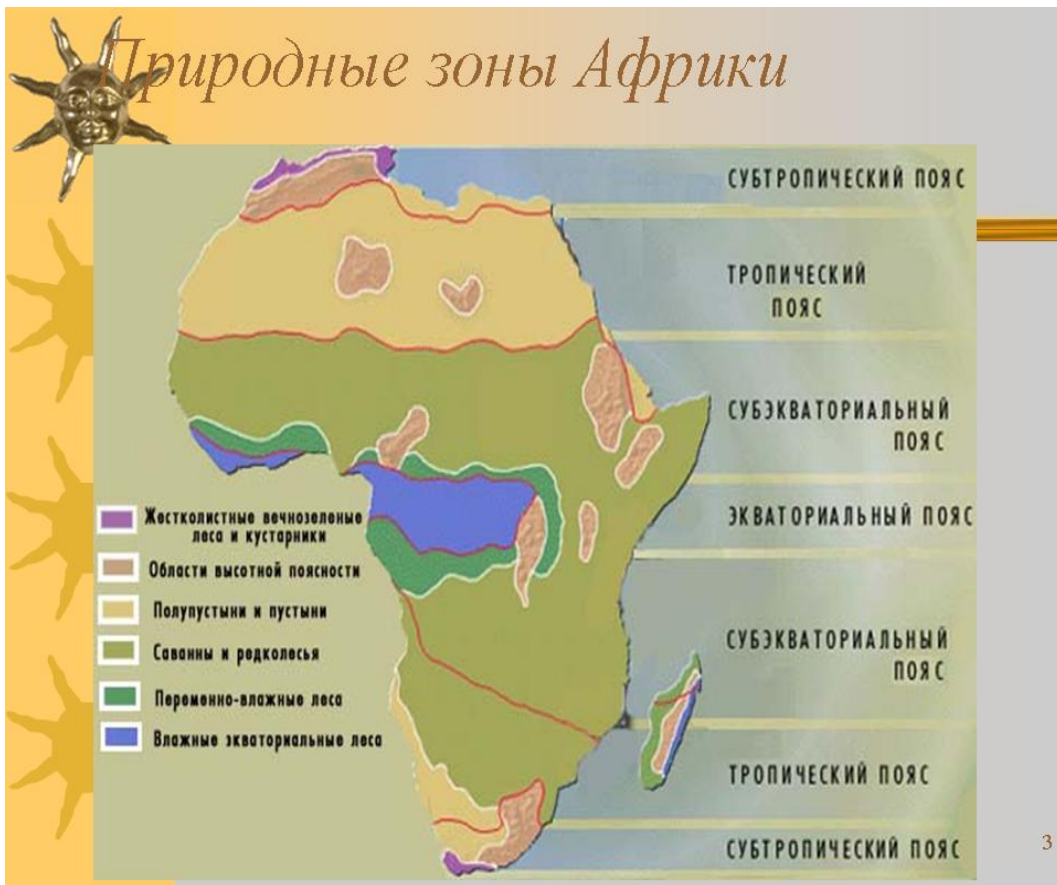 Природные зоны Африки
СУБТРОПИЧЕСКИЙ ПОЯС
ТРОПИЧЕСКИЙ
ПОЯС
СУБЭКВАТОРИАЛЬНЫЙ
ПОЯС
ЭКВАТОРИАЛЬНЫЙ ПОЯС
СУБЭКВАТОРИАЛЬНЫЙ
ПОЯС
ТРОПИЧЕСКИЙ ПОЯС
СУБТРОПИЧЕСКИЙ ПОЯС
Жестколистные вечнозеленые
леса и кустарники
Области высотной поясности
Полупустыни и пустыни
Саванны и редколесья
Переменно-влажные леса
Влажные экваториальные леса
3